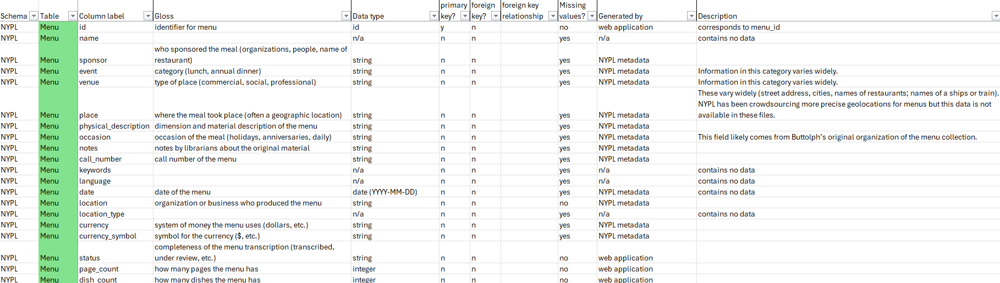 Schema Table Column label Gloss Data type primary key? foreign key? foreign key relationship Missing values? Generated by Description
NYPL Menu id identifier for menu id y n no web application corresponds to menu_id
NYPL Menu name n/a n n yes n/a contains no data
NYPL Menu sponsor who sponsored the meal (organizations, people, name of restaurant) string n n yes NYPL metadata
NYPL Menu event category (lunch, annual dinner) string n n yes NYPL metadata Information in this category varies widely.
NYPL Menu venue type of place (commercial, social, professional) string n n yes NYPL metadata Information in this category varies widely.
NYPL Menu place where the meal took place (often a geographic location) string n n yes NYPL metadata These vary widely (street address, cities, names of restaurants; names of a ships or train). NYPL has been crowdsourcing more precise geolocations for menus but this data is not available in these files.
NYPL Menu physical_description dimension and material description of the menu string n n yes NYPL metadata
NYPL Menu occasion occasion of the meal (holidays, anniversaries, daily) string n n yes NYPL metadata This field likely comes from Buttolph's original organization of the menu collection.
NYPL Menu notes notes by librarians about the original material string n n yes NYPL metadata
NYPL Menu call_number call number of the menu string n n yes NYPL metadata
NYPL Menu keywords n/a n n yes n/a contains no data
NYPL Menu language n/a n n yes n/a contains no data
NYPL Menu date date of the menu date (YYYY-MM-DD) n n yes NYPL metadata contains no data
NYPL Menu location organization or business who produced the menu string n n no NYPL metadata
NYPL Menu location_type n/a n n yes n/a contains no data
NYPL Menu currency system of money the menu uses (dollars, etc.) string n n yes NYPL metadata
NYPL Menu currency_symbol symbol for the currency ($, etc.) string n n yes NYPL metadata
NYPL Menu status completeness of the menu transcription (transcribed, under review, etc.) string n n no web application
NYPL Menu page_count how many pages the menu has integer n n no web application
NYPL Menu dish_count how many dishes the menu has integer n n no web application